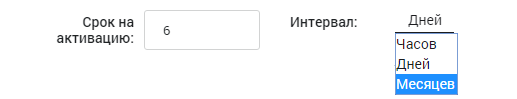 Срок на
активацию:
6
Интервал:
Дней
Часов
Дней
Месяцев